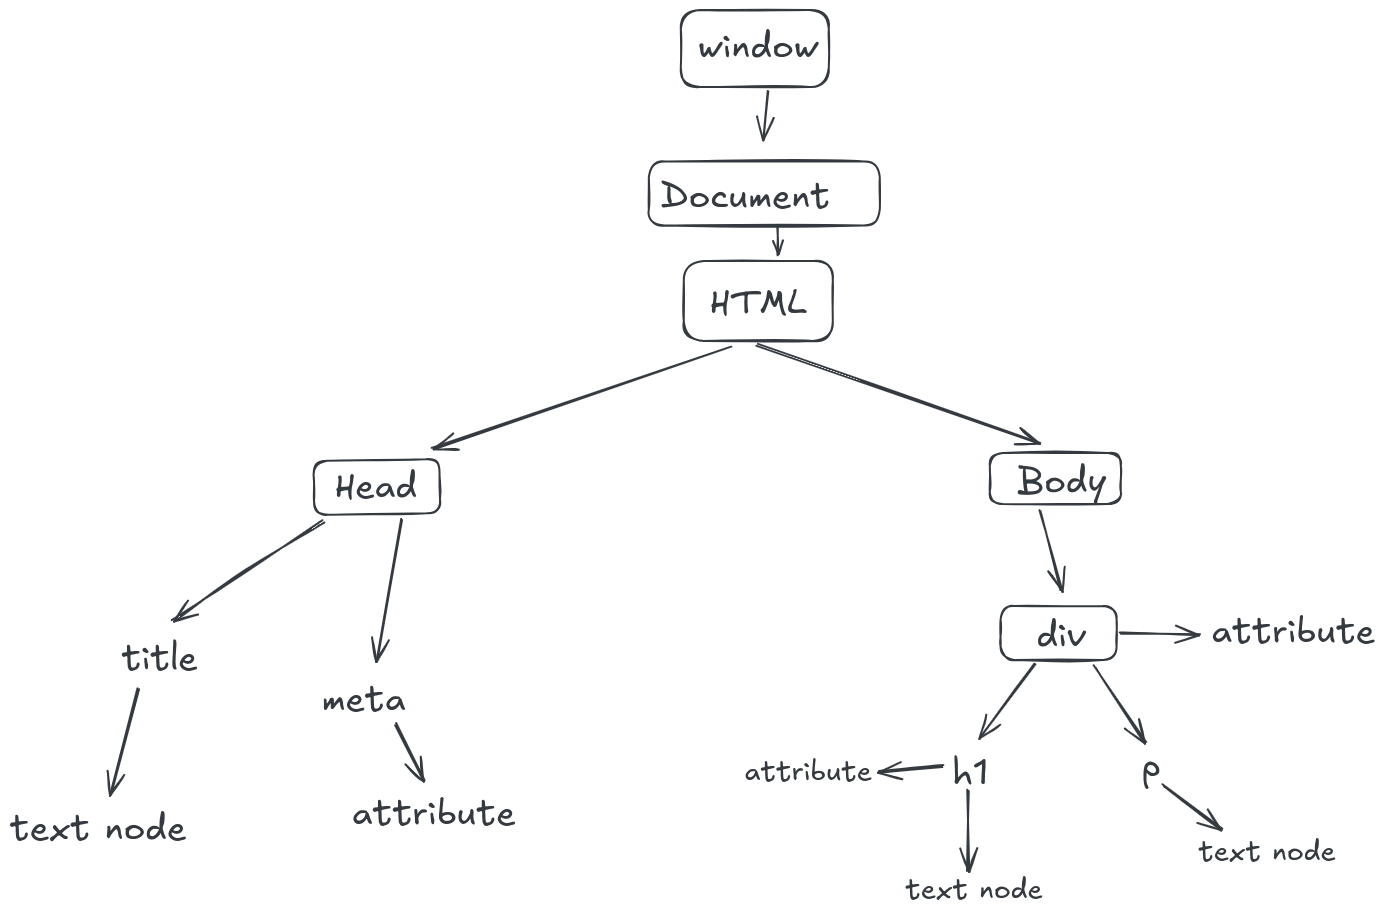 window
Document
HTML
Head
Body
title
meta
div
attribute
text node
attribute
attribute
h1
p
text node
text node